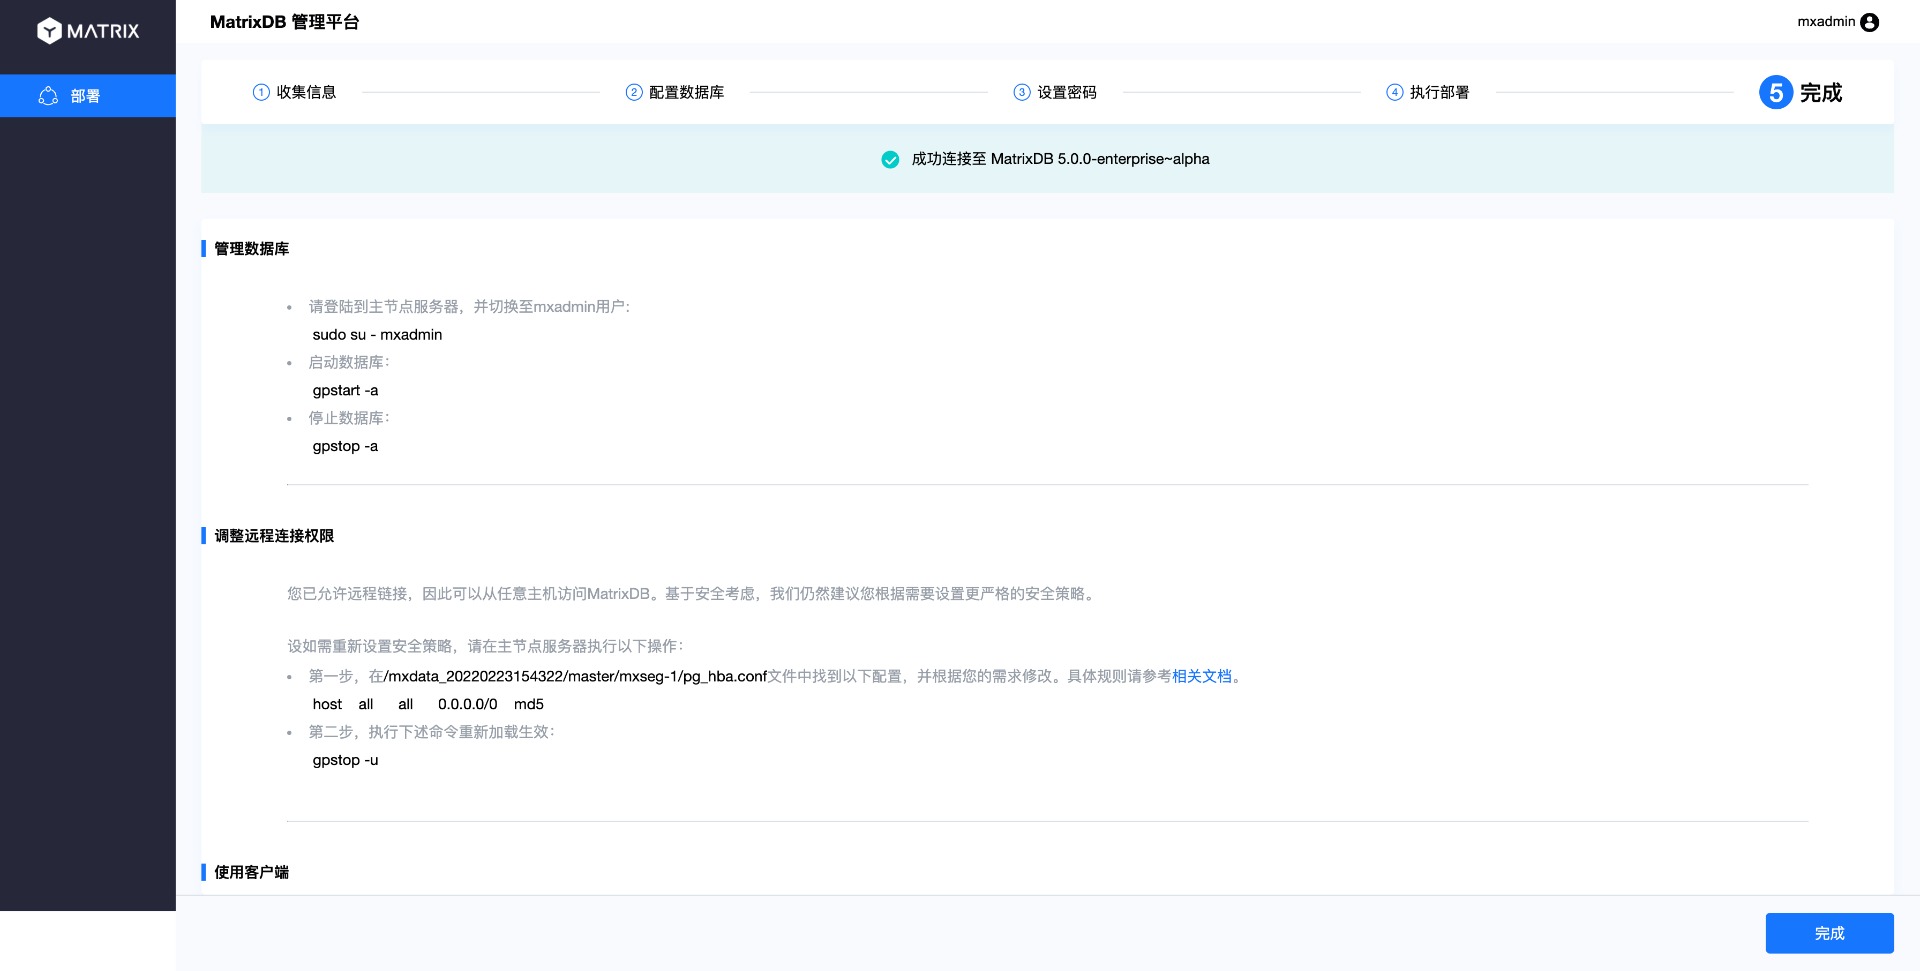 MATRIX
MatrixDB 管理平台
mxadmin
部署
1 收集信息
2 配置数据库
3 设置密码
4 执行部署
5 完成
成功连接至 MatrixDB 5.0.0-enterprise~alpha
管理数据库
• 请登陆到主节点服务器，并切换至mxadmin用户:
sudo su - mxadmin
• 启动数据库：
gpstart -a
• 停止数据库：
gpstop -a
调整远程连接权限
您已允许远程链接，因此可以从任意主机访问MatrixDB。基于安全考虑，我们仍然建议您根据需要设置更严格的安全策略。
设如需重新设置安全策略，请在主节点服务器执行以下操作：
• 第一步，在/mxdata_20220223154322/master/mxseg-1/pg_hba.conf文件中找到以下配置，并根据您的需求修改。具体规则请参考相关文档。
host all all 0.0.0.0/0 md5
• 第二步，执行下述命令重新加载生效：
gpstop -u
使用客户端
完成